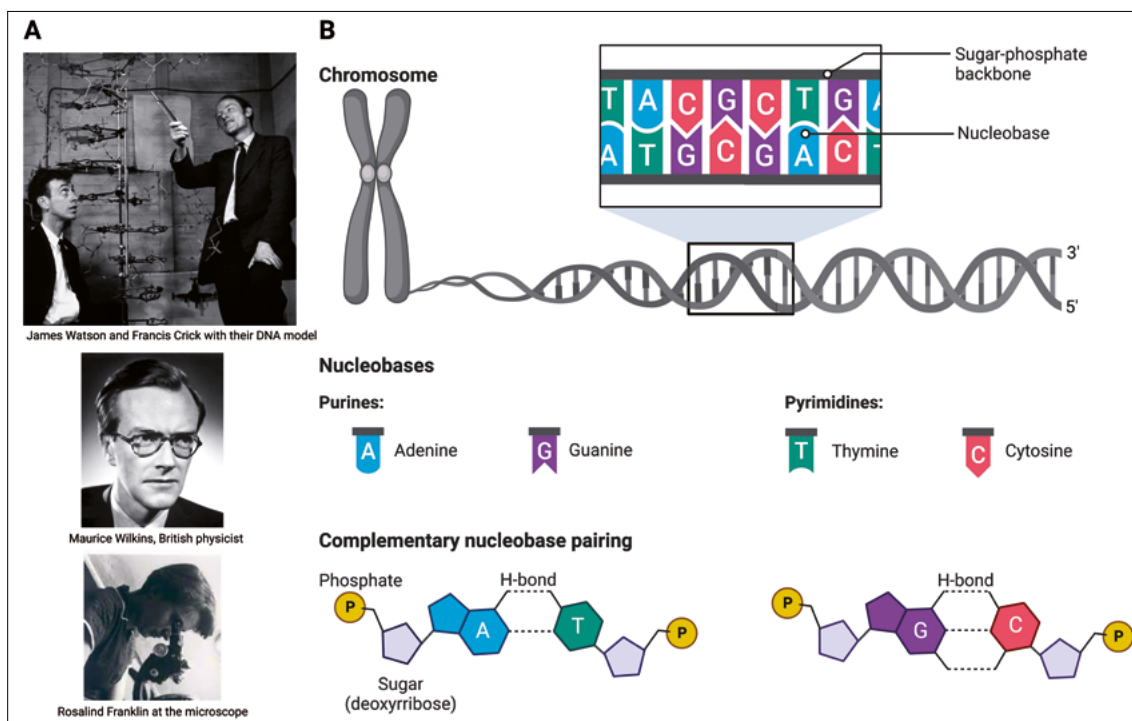 A
James Watson and Francis Crick with their DNA model
Maurice Wilkins, British physicist
Rosalind Franklin at the microscope
B
Chromosome
Sugar-phosphate
backbone
T A C G C T G A
Nucleobase
A T G C G A C T
3'
5'
Nucleobases
Purines:
Pyrimidines:
A Adenine
G Guanine
T Thymine
C Cytosine
Complementary nucleobase pairing
Phosphate
H-bond
P
A
T
P
Sugar
(deoxyrribose)
H-bond
P
G
C
P